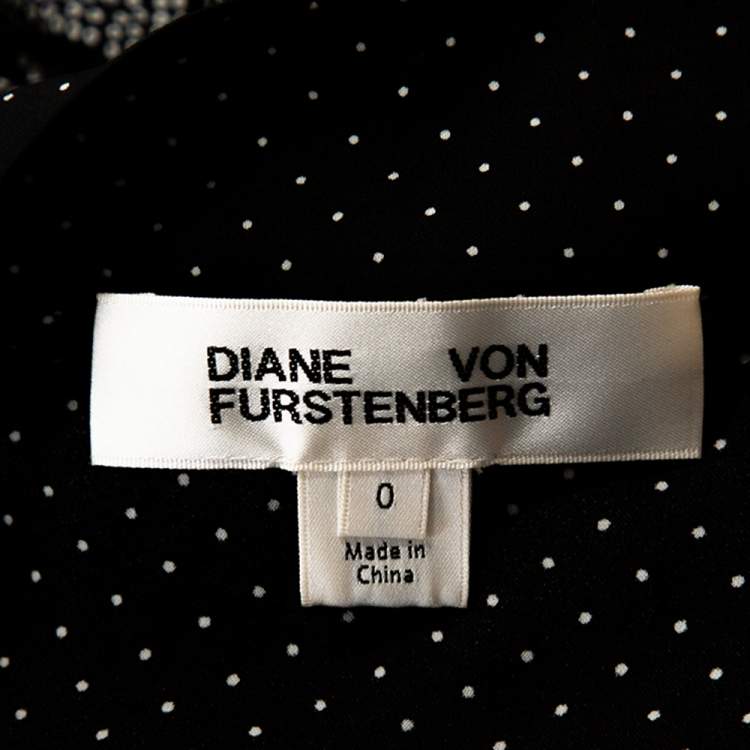 DIANE VON
FURSTENBERG
0
Made in
China